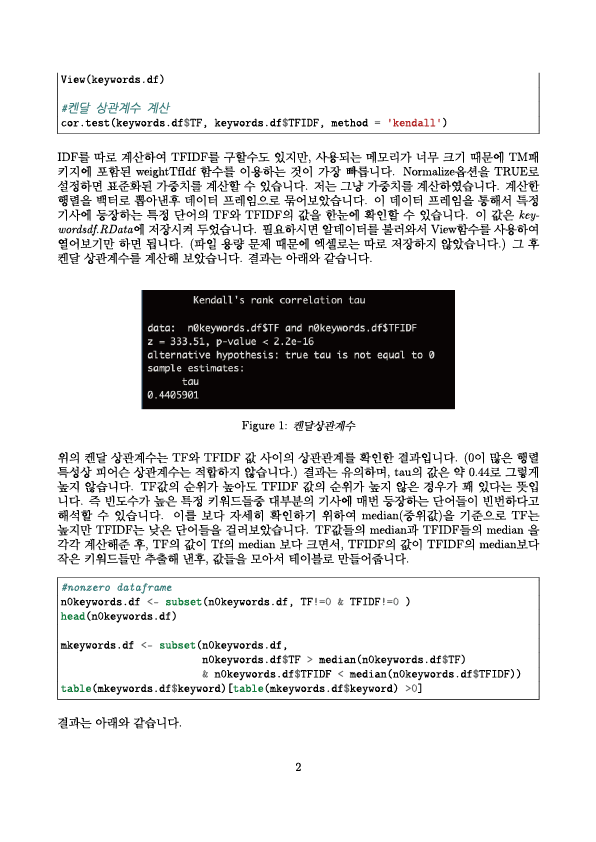 View(keywords.df)
#켄달 상관계수 계산
cor.test(keywords.df$TF, keywords.df$TFIDF, method = 'kendall')
IDF를 따로 계산하여 TFIDF를 구할수도 있지만, 사용되는 메모리가 너무 크기 때문에 TM패
키지에 포함된 weightTfIdf 함수를 이용하는 것이 가장 빠릅니다. Normalize옵션을 TRUE로
설정하면 표준화된 가중치를 계산할 수 있습니다. 저는 그냥 가중치를 계산하였습니다. 계산한
행렬을 벡터로 뽑아낸후 데이터 프레임으로 묶어보았습니다. 이 데이터 프레임을 통해서 특정
기사에 등장하는 특정 단어의 TF와 TFIDF의 값을 한눈에 확인할 수 있습니다. 이 값은 key-
wordsdf.RData에 저장시켜 두었습니다. 필요하시면 알데이터를 불러와서 View함수를 사용하여
열어보기만 하면 됩니다. (파일 용량 문제 때문에 엑셀로는 따로 저장하지 않았습니다.) 그 후
켄달 상관계수를 계산해 보았습니다. 결과는 아래와 같습니다.
Kendall's rank correlation tau
data: n0keywords.df$TF and n0keywords.df$TFIDF
z = 333.51, p-value < 2.2e-16
alternative hypothesis: true tau is not equal to 0
sample estimates:
tau
0.4405901
Figure 1: 켄달상관계수
위의 켄달 상관계수는 TF와 TFIDF 값 사이의 상관관계를 확인한 결과입니다. (0이 많은 행렬
특성상 피어슨 상관계수는 적합하지 않습니다.) 결과는 유의하며, tau의 값은 약 0.44로 그렇게
높지 않습니다. TF값의 순위가 높아도 TFIDF 값의 순위가 높지 않은 경우가 꽤 있다는 뜻입
니다. 즉 빈도수가 높은 특정 키워드들중 대부분의 기사에 매번 등장하는 단어들이 빈번하다고
해석할 수 있습니다. 이를 보다 자세히 확인하기 위하여 median(중위값)을 기준으로 TF는
높지만 TFIDF는 낮은 단어들을 걸러보았습니다. TF값들의 median과 TFIDF들의 median 을
각각 계산해준 후, TF의 값이 Tf의 median 보다 크면서, TFIDF의 값이 TFIDF의 median보다
작은 키워드들만 추출해 낸후, 값들을 모아서 테이블로 만들어줍니다.
#nonzero dataframe
n0keywords.df <- subset(n0keywords.df, TF!=0 & TFIDF!=0 )
head(n0keywords.df)
mkeywords.df <- subset(n0keywords.df,
n0keywords.df$TF > median(n0keywords.df$TF)
& n0keywords.df$TFIDF < median(n0keywords.df$TFIDF))
table(mkeywords.df$keyword)[table(mkeywords.df$keyword) >0]
결과는 아래와 같습니다.
2